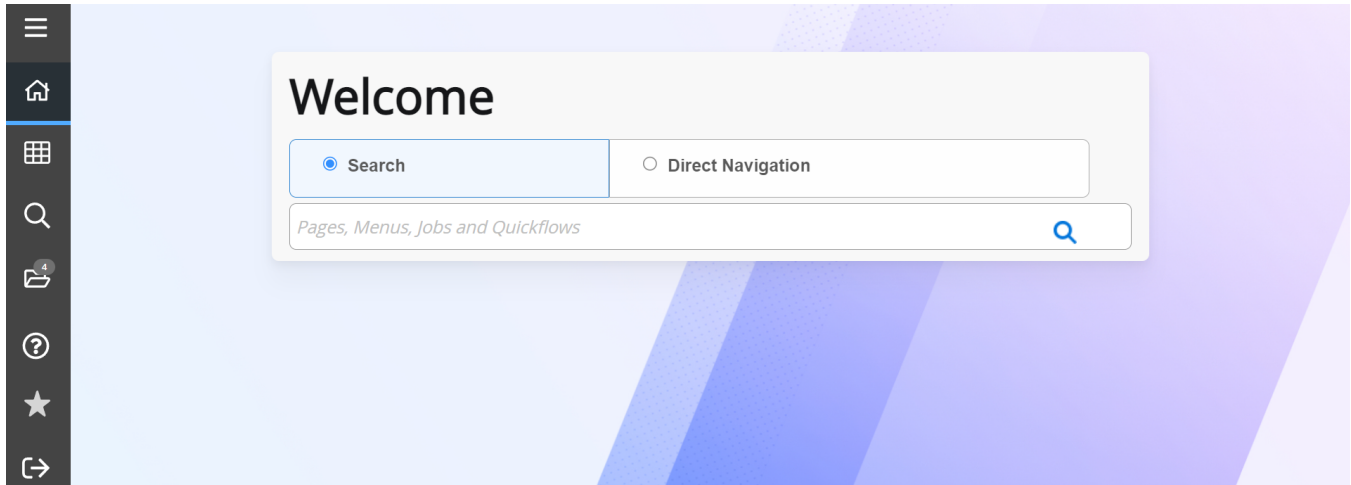 Welcome
Search
Direct Navigation
Pages, Menus, Jobs and Quickflows
4
?